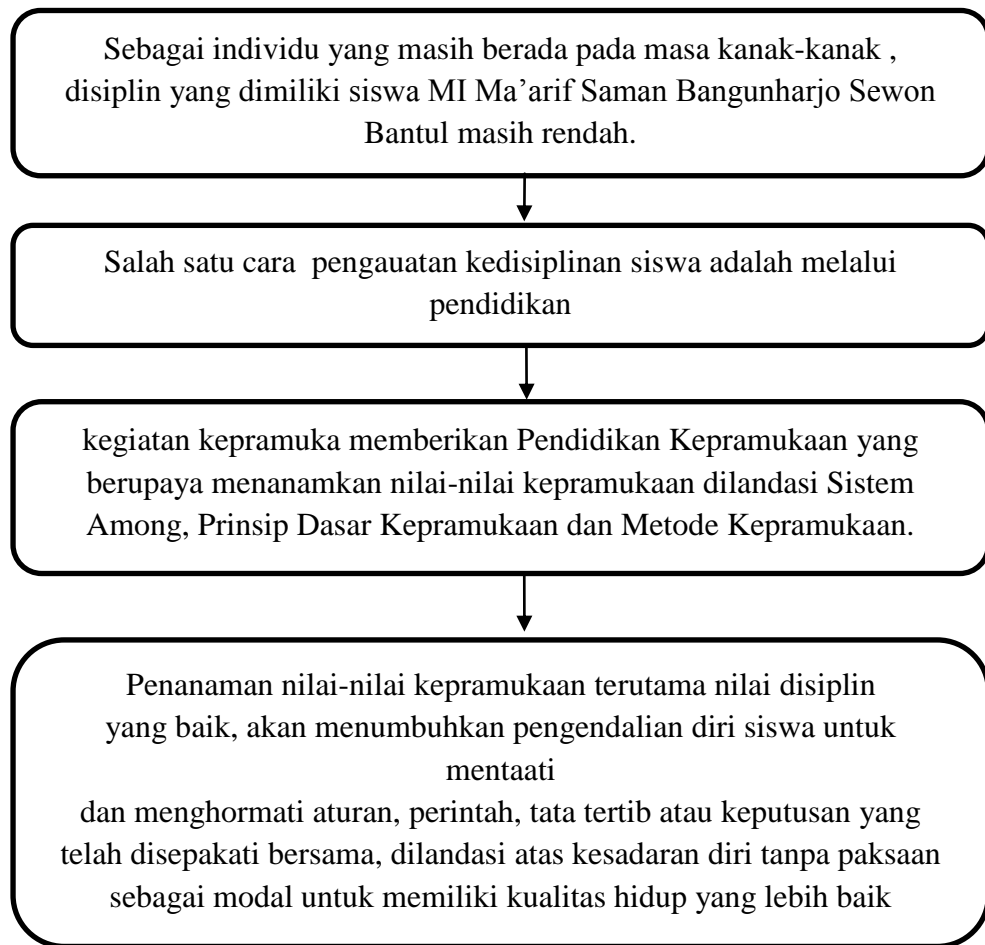 Sebagai individu yang masih berada pada masa kanak-kanak ,
disiplin yang dimiliki siswa MI Ma’arif Saman Bangunharjo Sewon
Bantul masih rendah.
Salah satu cara  pengauatan kedisiplinan siswa adalah melalui
pendidikan
kegiatan kepramuka memberikan Pendidikan Kepramukaan yang
berupaya menanamkan nilai-nilai kepramukaan dilandasi Sistem
Among, Prinsip Dasar Kepramukaan dan Metode Kepramukaan.
Penanaman nilai-nilai kepramukaan terutama nilai disiplin
yang baik, akan menumbuhkan pengendalian diri siswa untuk
mentaati
dan menghormati aturan, perintah, tata tertib atau keputusan yang
telah disepakati bersama, dilandasi atas kesadaran diri tanpa paksaan
sebagai modal untuk memiliki kualitas hidup yang lebih baik